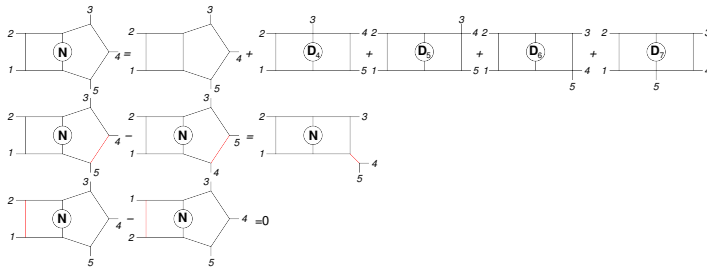 3 3
2 N 4 = 2 4 + 2 3 D4 4 + 2 3 D5 4 + 2 D6 3 + 2 D7 3
1 5 1 5 1 5 1 5 1 4 5 1 5 4
3 3
2 N 4 - 2 N 5 = 2 N 3
1 5 1 4 4 5
3 3
2 N 4 - 1 N 4 =0
1 5 2 5